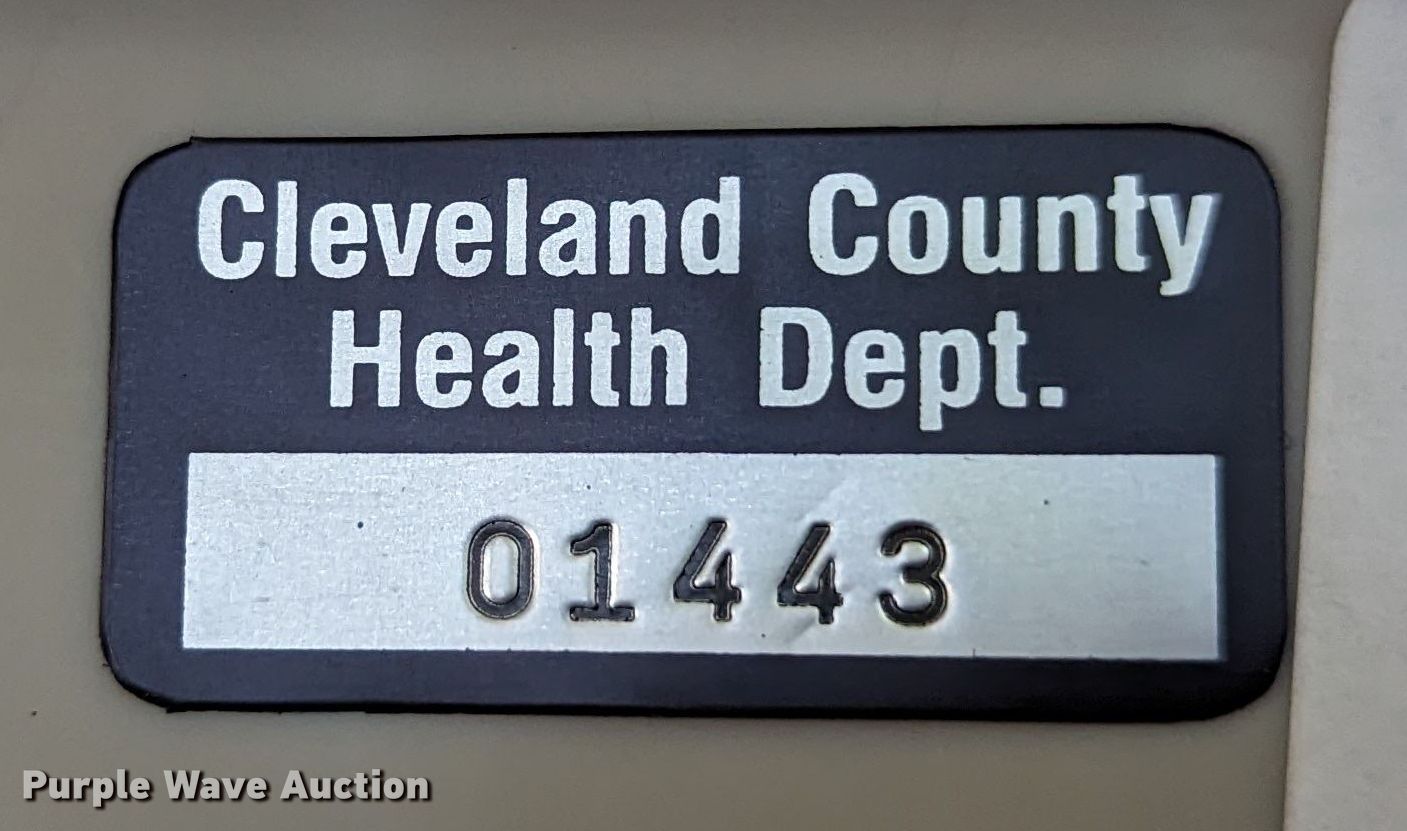 Cleveland County
Health Dept.
01443
Purple Wave Auction